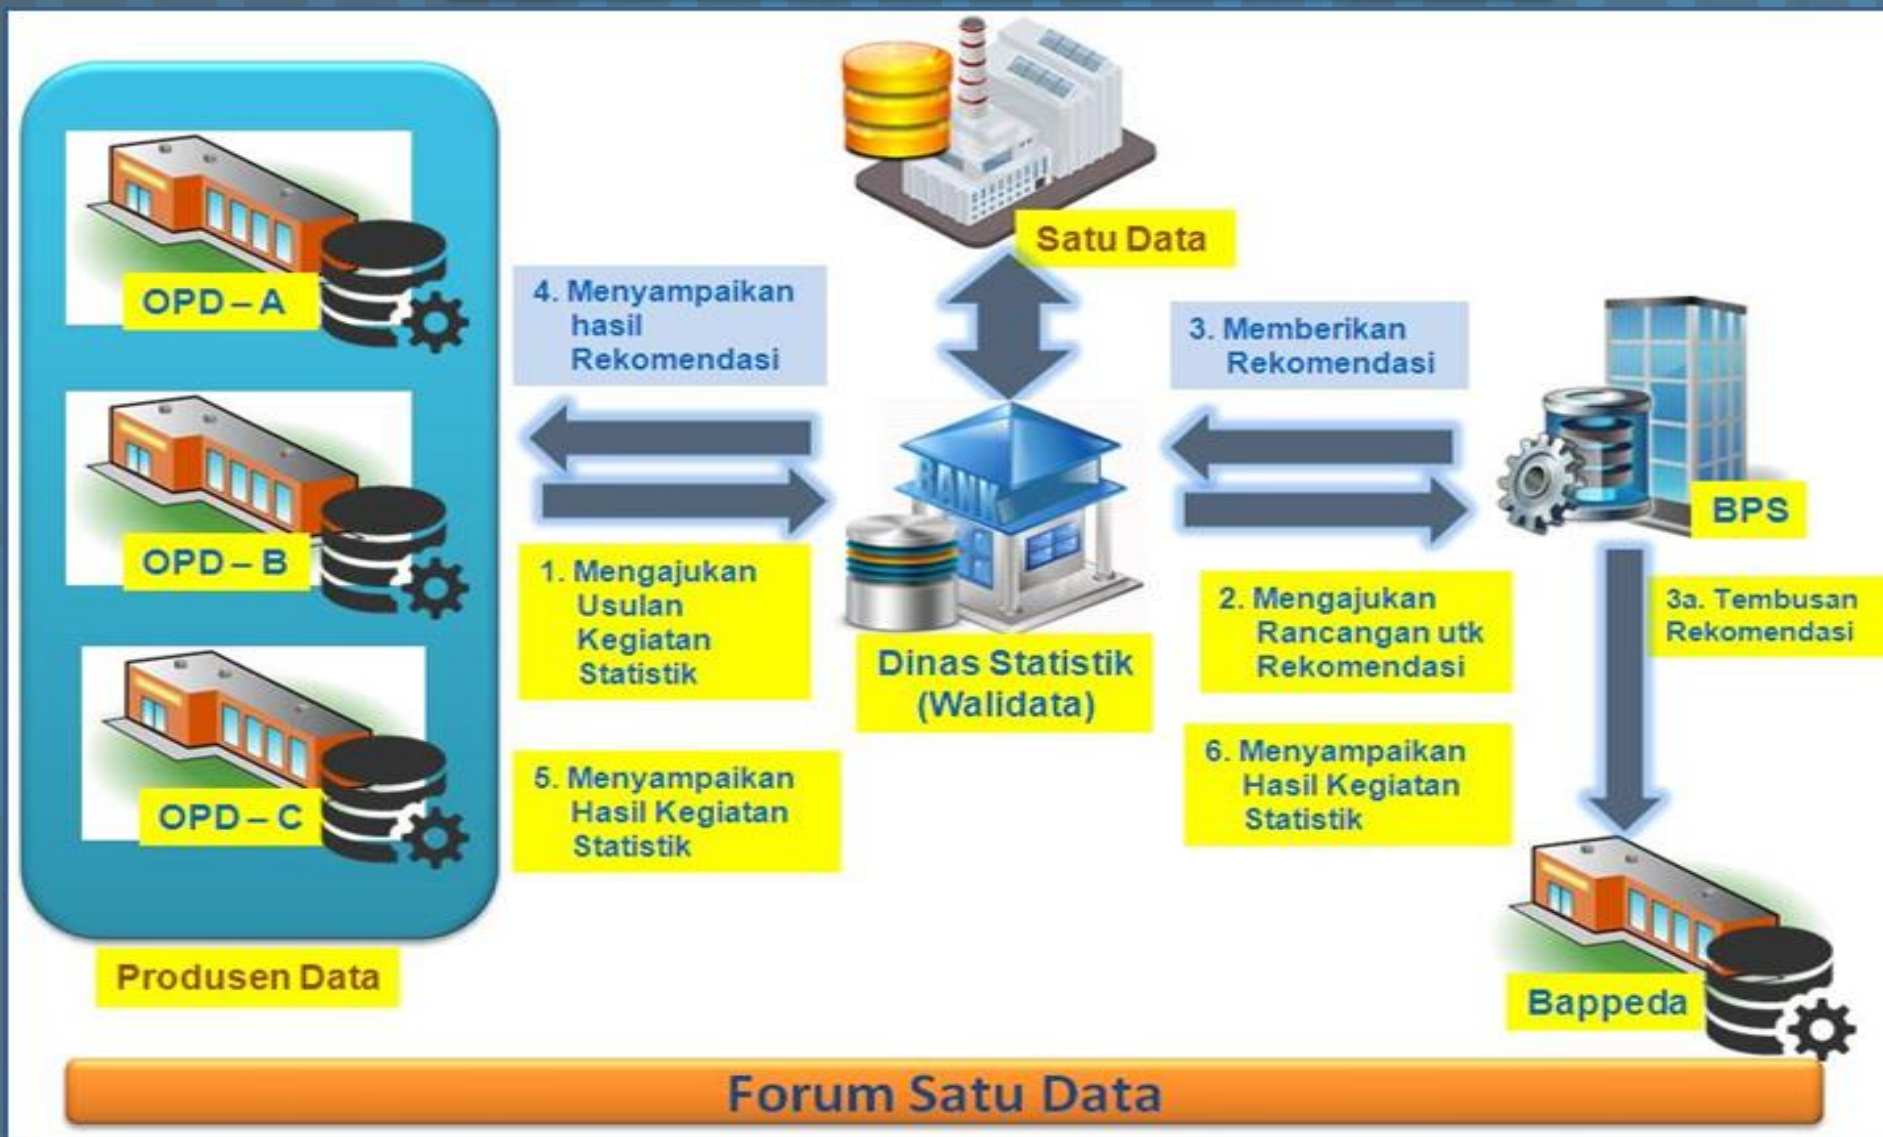 Satu Data
OPD – A
4. Menyampaikan
hasil
Rekomendasi
3. Memberikan
Rekomendasi
BANK
OPD – B
BPS
1. Mengajukan
Usulan
Kegiatan
Statistik
2. Mengajukan
Rancangan utk
Rekomendasi
3a. Tembusan
Rekomendasi
Dinas Statistik
(Walidata)
OPD – C
5. Menyampaikan
Hasil Kegiatan
Statistik
6. Menyampaikan
Hasil Kegiatan
Statistik
Produsen Data
Bappeda
Forum Satu Data